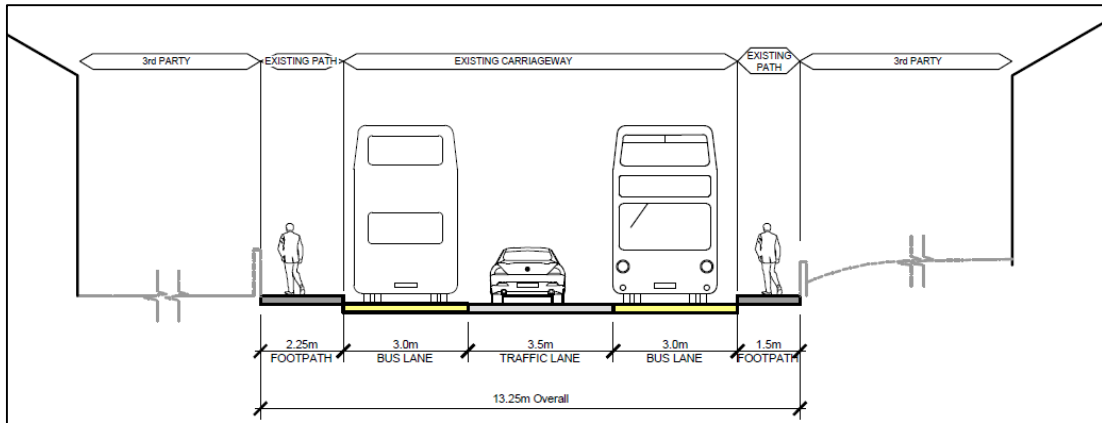 3rd PARTY
EXISTING PATH
EXISTING CARRIAGEWAY
EXISTING
PATH
3rd PARTY
2.25m
FOOTPATH
3.0m
BUS LANE
3.5m
TRAFFIC LANE
3.0m
BUS LANE
1.5m
FOOTPATH
13.25m Overall